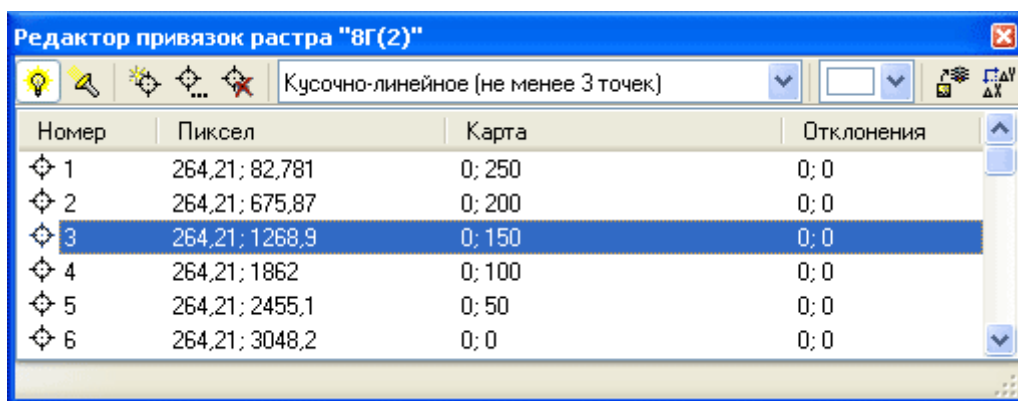 Редактор привязок растра "8Г(2)"
Кусочно-линейное (не менее 3 точек)
ΔY
ΔX
Номер Пиксел Карта Отклонения
1 264,21; 82,781 0; 250 0; 0
2 264,21; 675,87 0; 200 0; 0
3 264,21; 1268,9 0; 150 0; 0
4 264,21; 1862 0; 100 0; 0
5 264,21; 2455,1 0; 50 0; 0
6 264,21; 3048,2 0; 0 0; 0